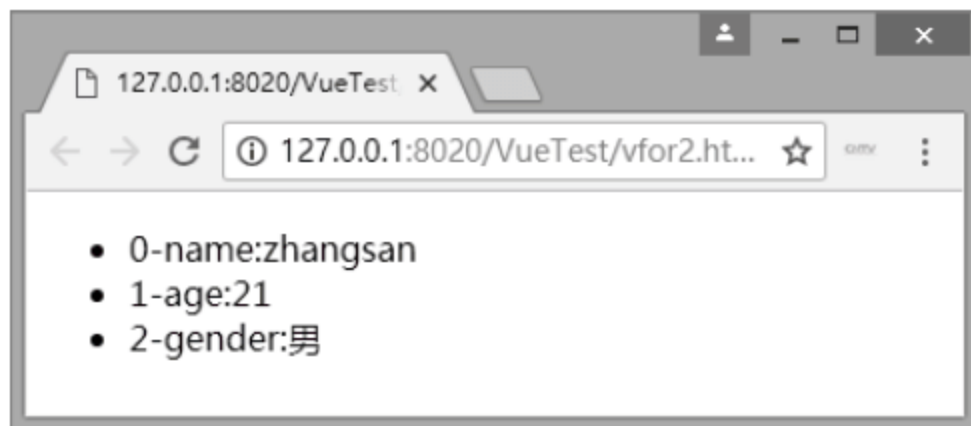 127.0.0.1:8020/VueTest
127.0.0.1:8020/VueTest/vfor2.ht...
• 0-name:zhangsan
• 1-age:21
• 2-gender:男